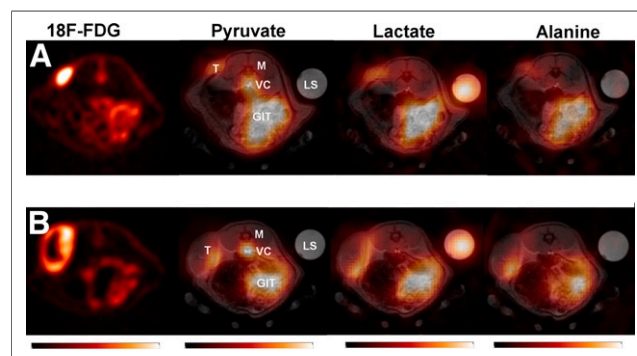 18F-FDG Pyruvate Lactate Alanine
A T M VC LS GIT
B T M VC LS GIT